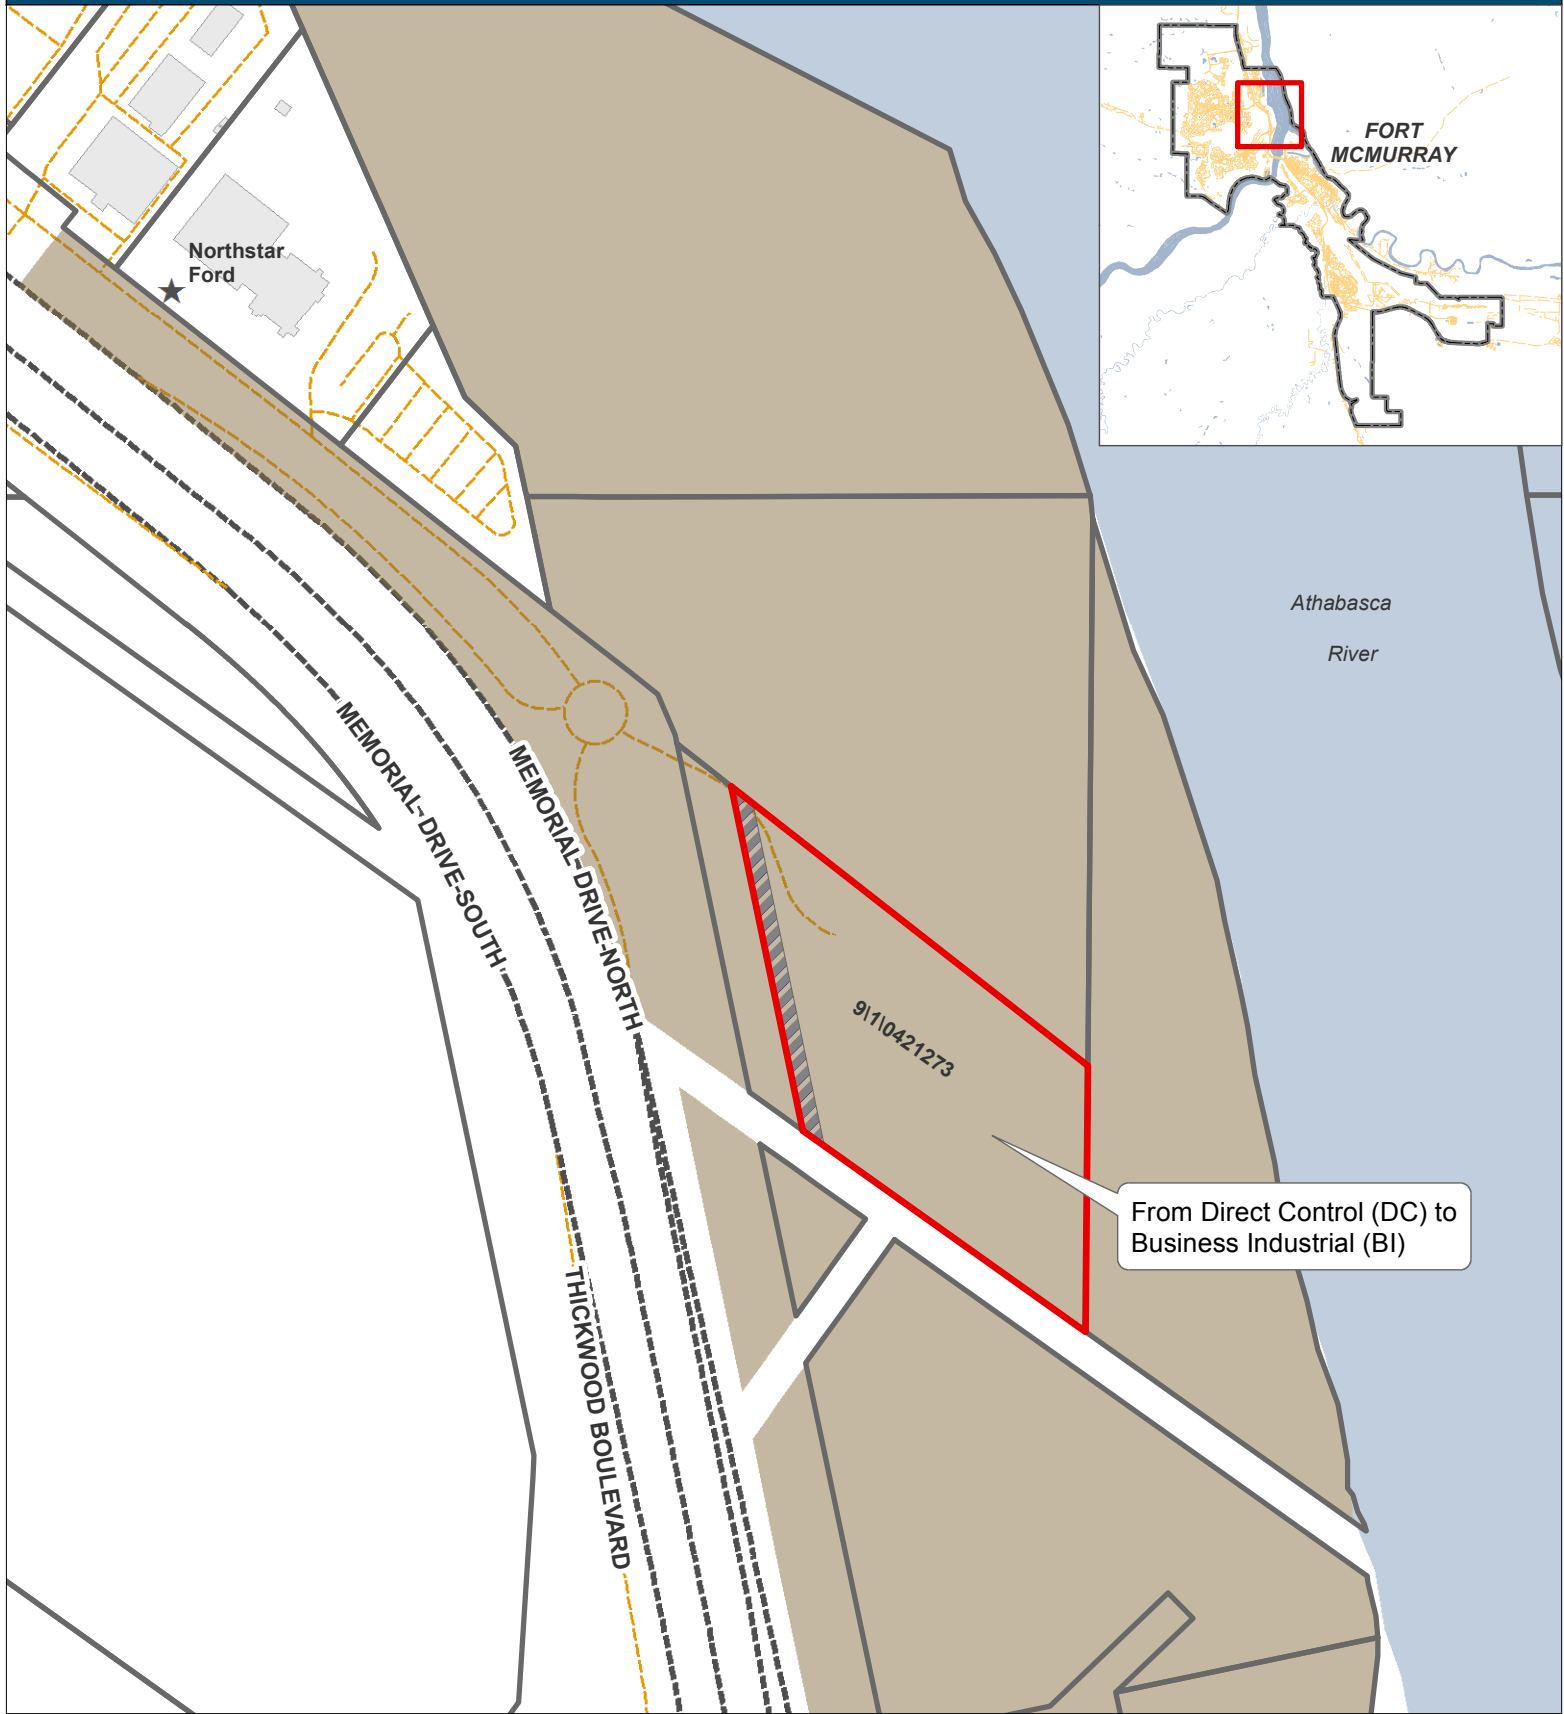 FORT
MCMURRAY
Northstar
Ford
Athabasca
River
MEMORIAL DRIVE SOUTH
MEMORIAL DRIVE NORTH
9\1\0421273
From Direct Control (DC) to
Business Industrial (BI)
THICKWOOD BOULEVARD